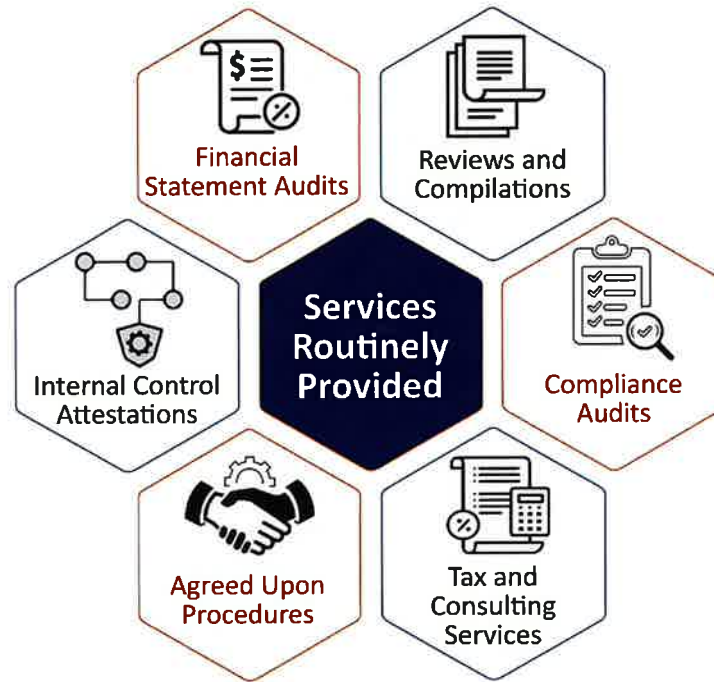 Financial
Statement Audits
Reviews and
Compilations
Internal Control
Attestations
Services
Routinely
Provided
Compliance
Audits
Agreed Upon
Procedures
Tax and
Consulting
Services